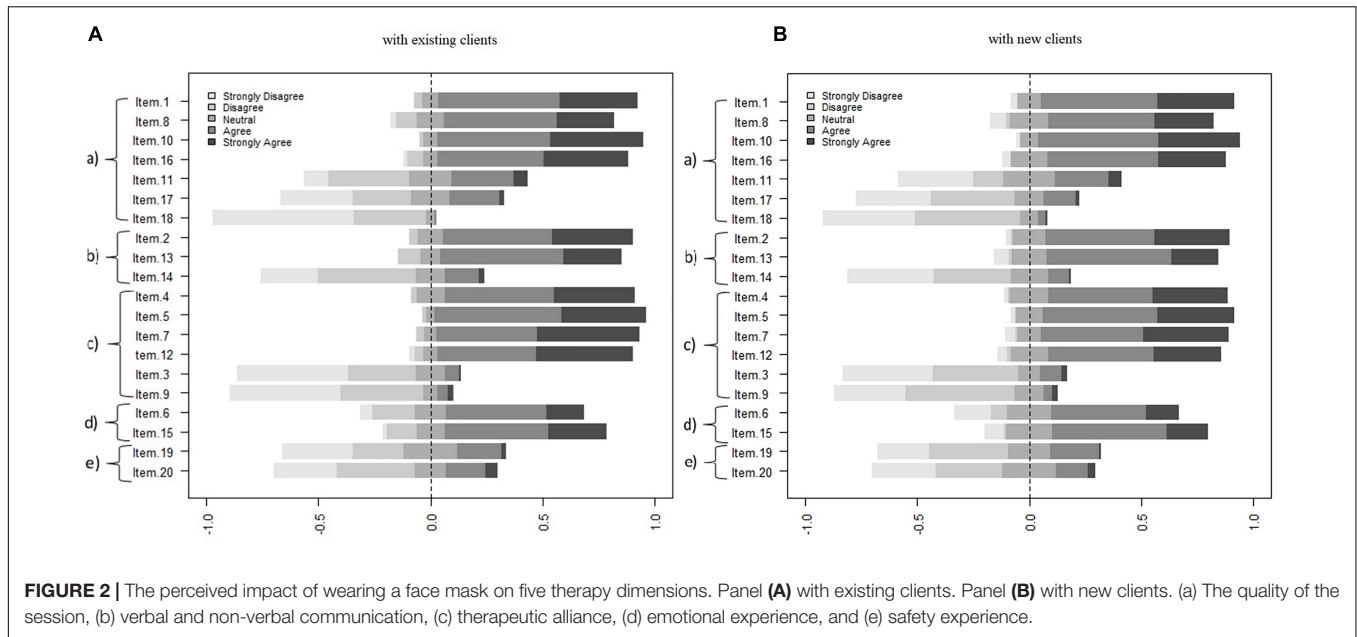 A
with existing clients
Strongly Disagree
Disagree
Neutral
Agree
Strongly Agree
a)
Item.1
Item.8
Item.10
Item.16
Item.11
Item.17
Item.18
b)
Item.2
Item.13
Item.14
c)
Item.4
Item.5
Item.7
tem.12
Item.3
Item.9
d)
Item.6
Item.15
e)
Item.19
Item.20
-1.0
-0.5
0.0
0.5
1.0
B
with new clients
Strongly Disagree
Disagree
Neutral
Agree
Strongly Agree
a)
Item.1
Item.8
Item.10
Item.16
Item.11
Item.17
Item.18
b)
Item.2
Item.13
Item.14
c)
Item.4
Item.5
Item.7
Item.12
Item.3
Item.9
d)
Item.6
Item.15
e)
Item.19
Item.20
-1.0
-0.5
0.0
0.5
1.0
FIGURE 2 | The perceived impact of wearing a face mask on five therapy dimensions. Panel (A) with existing clients. Panel (B) with new clients. (a) The quality of the
session, (b) verbal and non-verbal communication, (c) therapeutic alliance, (d) emotional experience, and (e) safety experience.